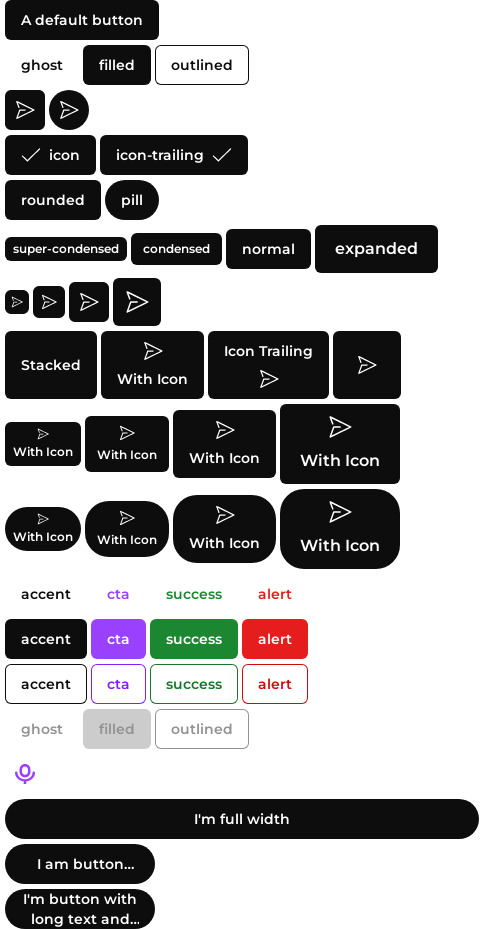 A default button
ghost filled outlined
icon icon-trailing
rounded pill
super-condensed condensed normal expanded
Stacked With Icon Icon Trailing
With Icon With Icon With Icon With Icon
With Icon With Icon With Icon With Icon
accent cta success alert
accent cta success alert
accent cta success alert
ghost filled outlined
I'm full width
I am button...
I'm button with
long text and...